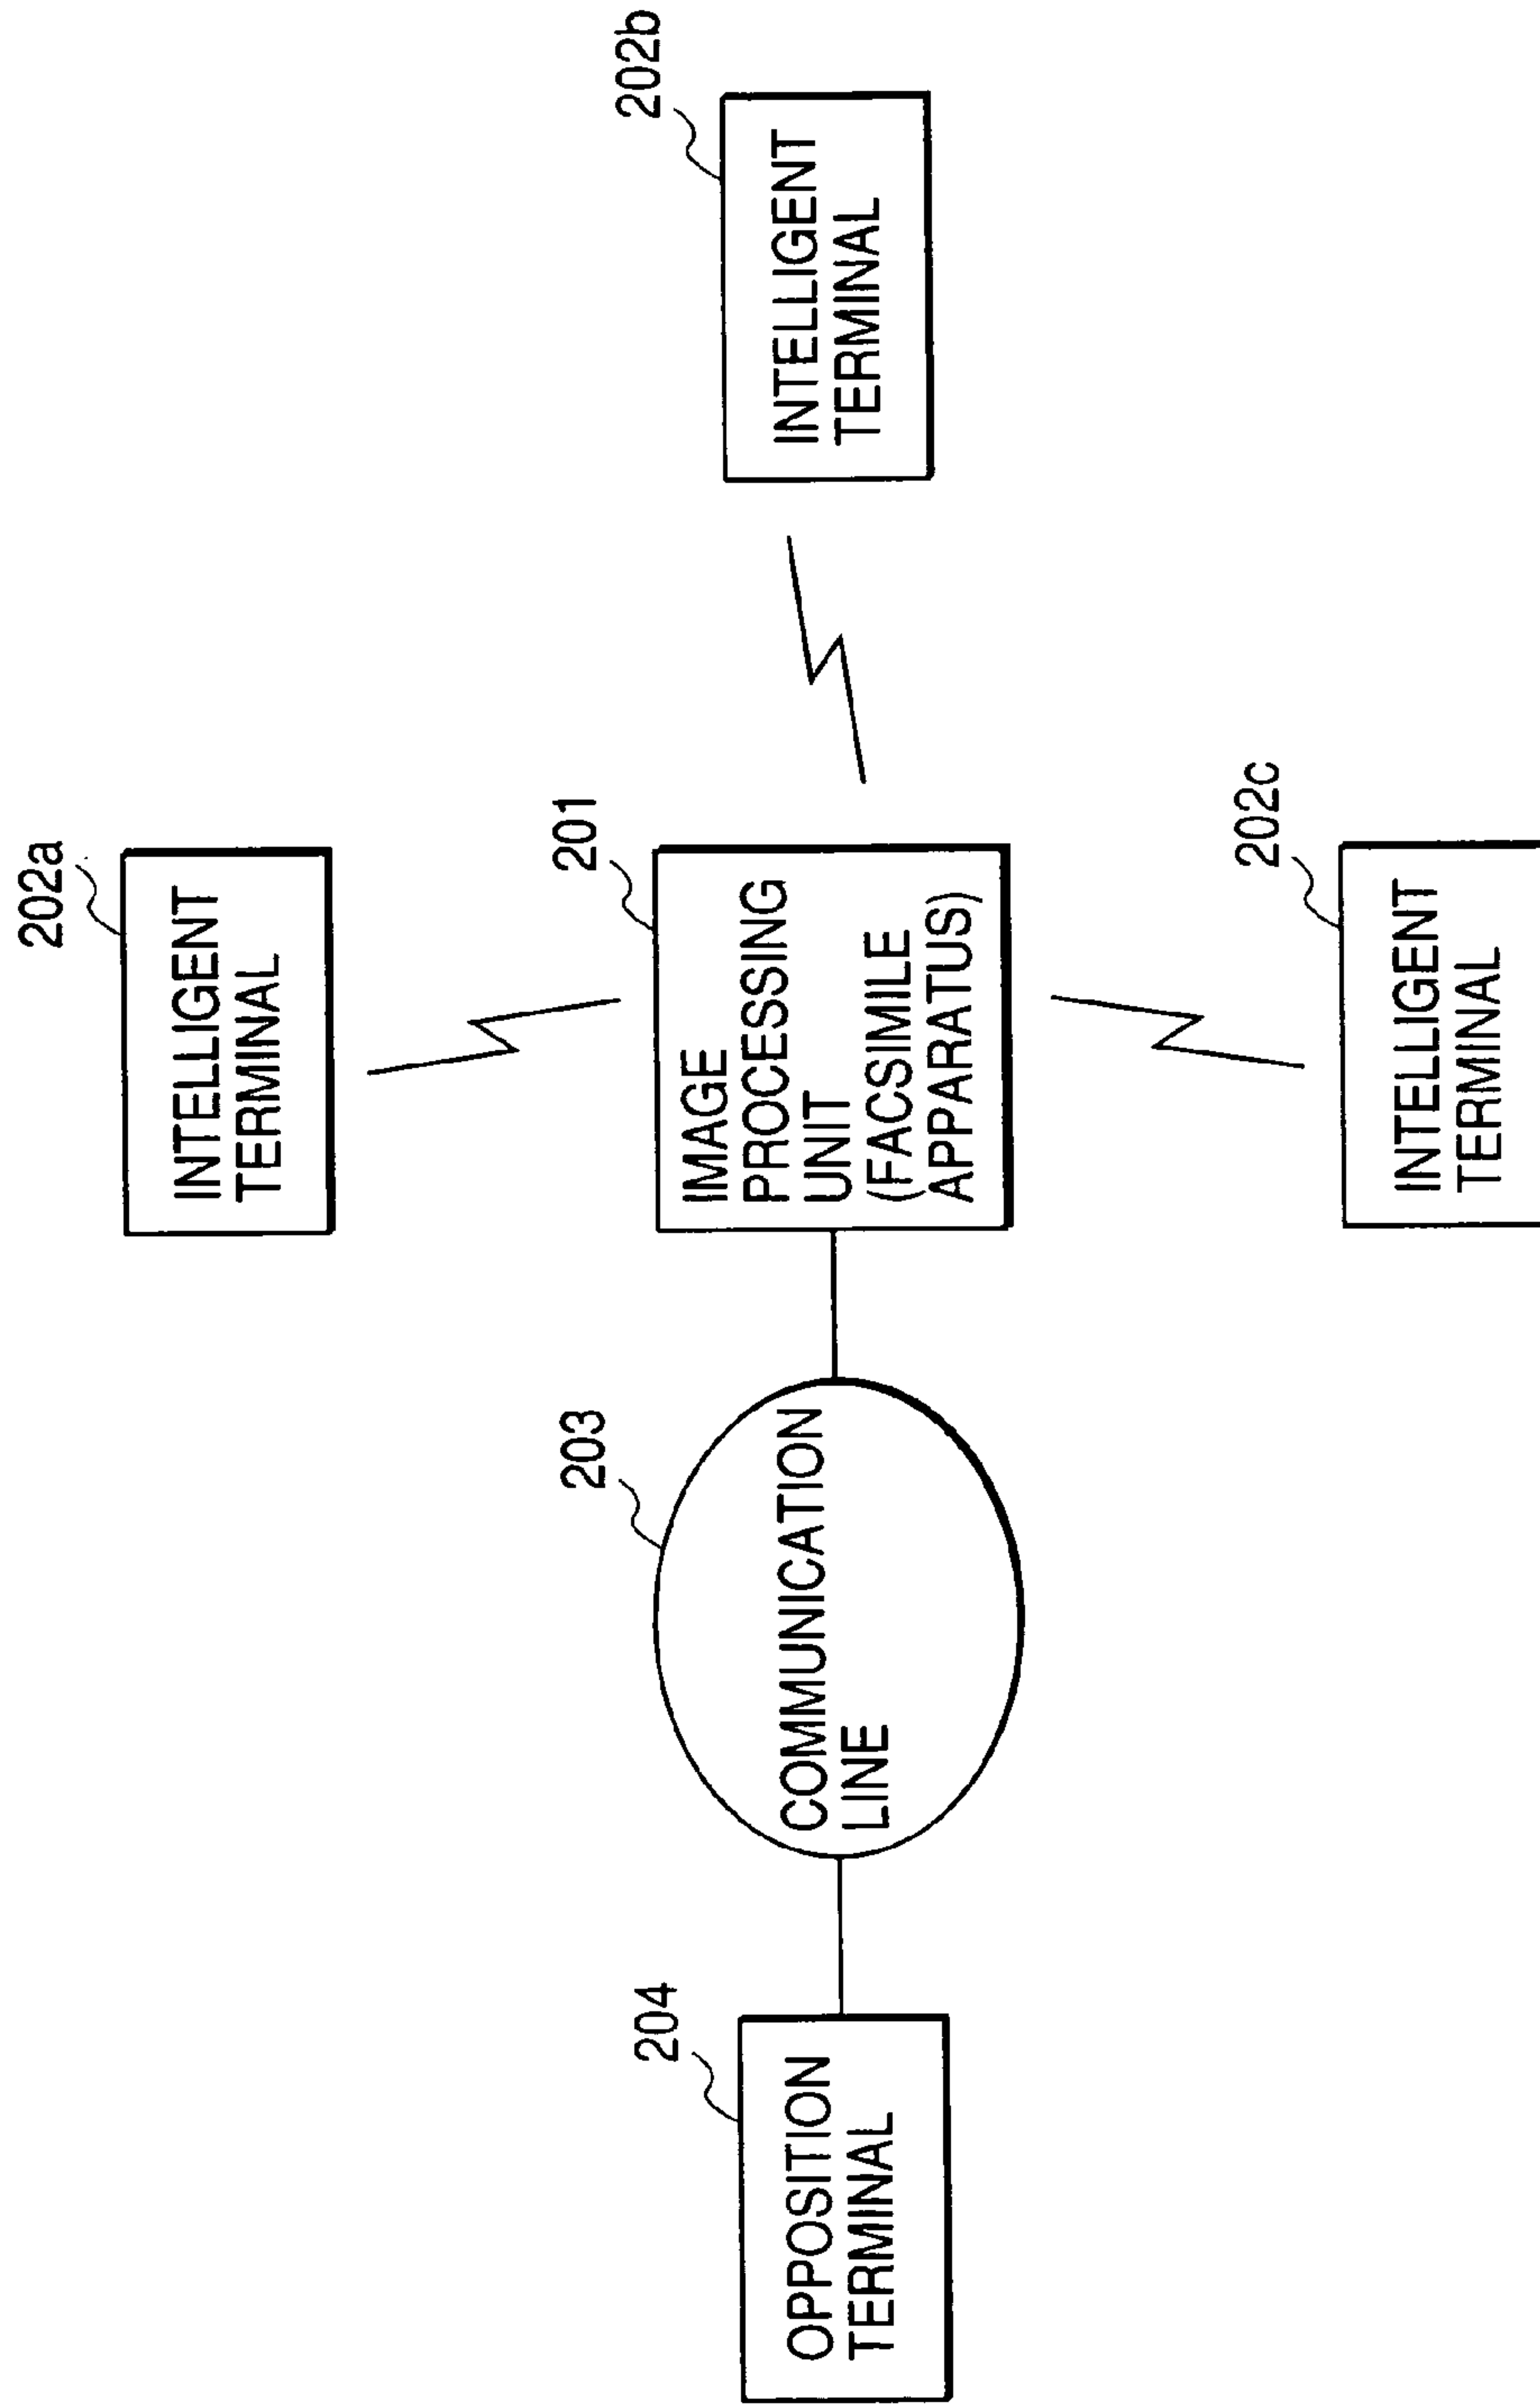 202a
INTELLIGENT
TERMINAL
204
OPPOSITION
TERMINAL
203
COMMUNICATION
LINE
201
IMAGE
PROCESSING
UNIT
(FACSIMILE
APPARATUS)
202b
INTELLIGENT
TERMINAL
202c
INTELLIGENT
TERMINAL